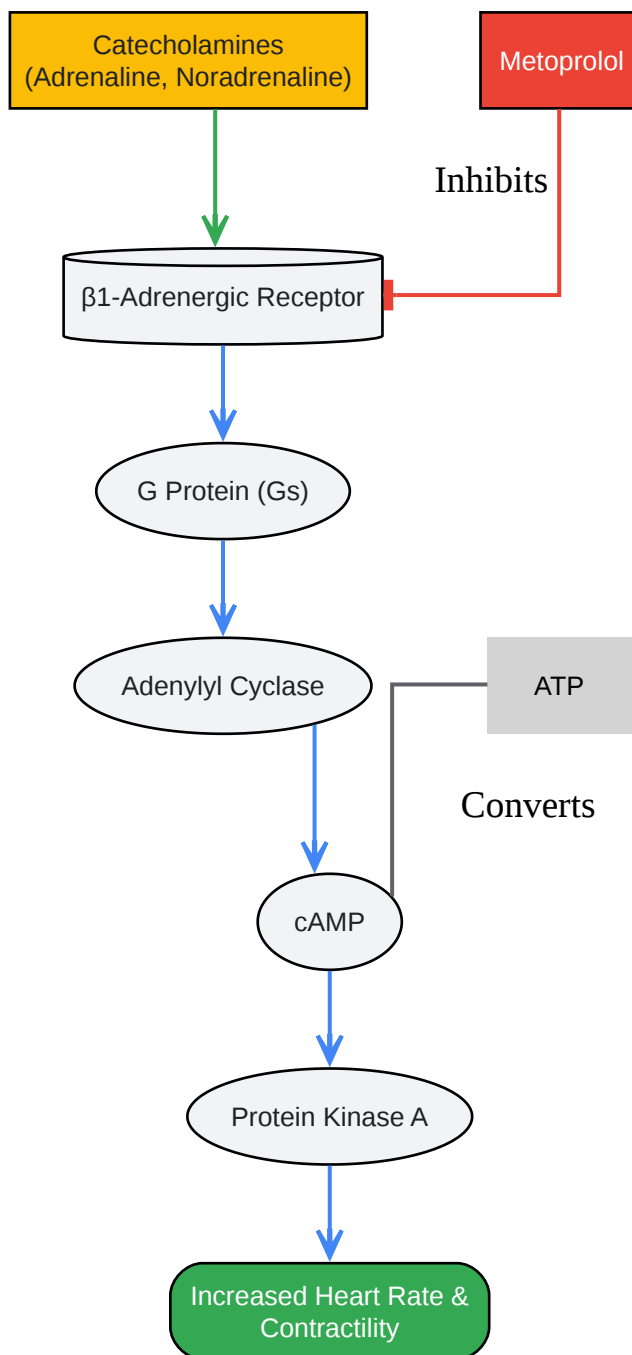 Catecholamines
(Adrenaline, Noradrenaline)
Metoprolol
Inhibits
β1-Adrenergic Receptor
G Protein (Gs)
Adenylyl Cyclase
ATP
Converts
cAMP
Protein Kinase A
Increased Heart Rate &
Contractility